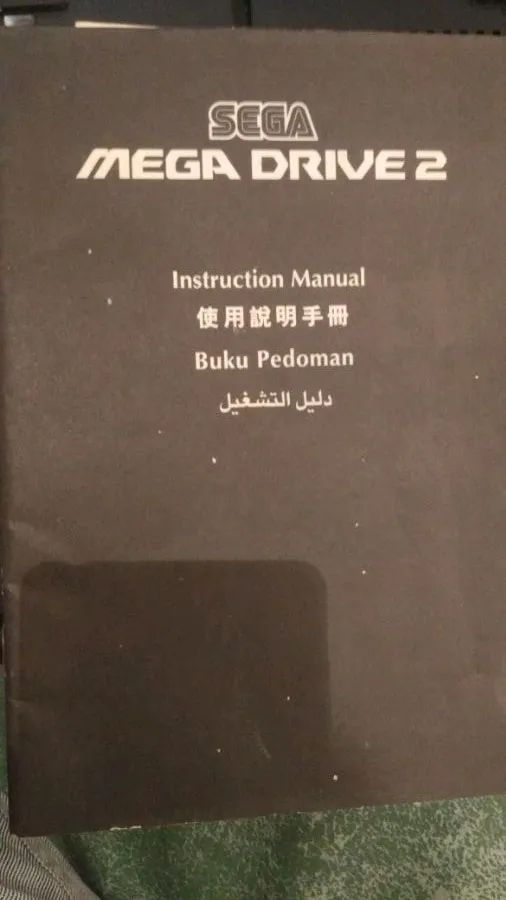 SEGA
MEGA DRIVE 2
Instruction Manual
使用說明手冊
Buku Pedoman
دليل التشغيل